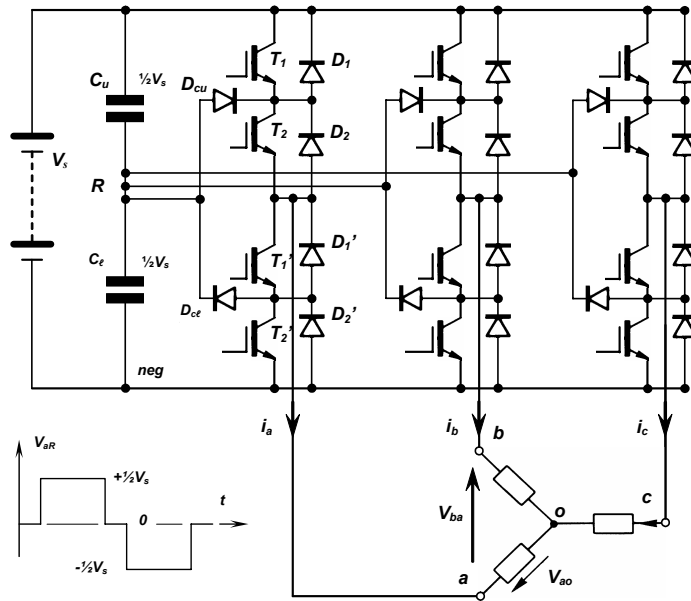 C_u ½V_s
D_cu
T_1
D_1
T_2
D_2
V_s
R
C_ℓ ½V_s
T_1'
D_1'
D_cℓ
T_2'
D_2'
neg
i_a
i_b
i_c
b
V_aR
+½V_s
t
0
-½V_s
V_ba
o
c
a
V_ao